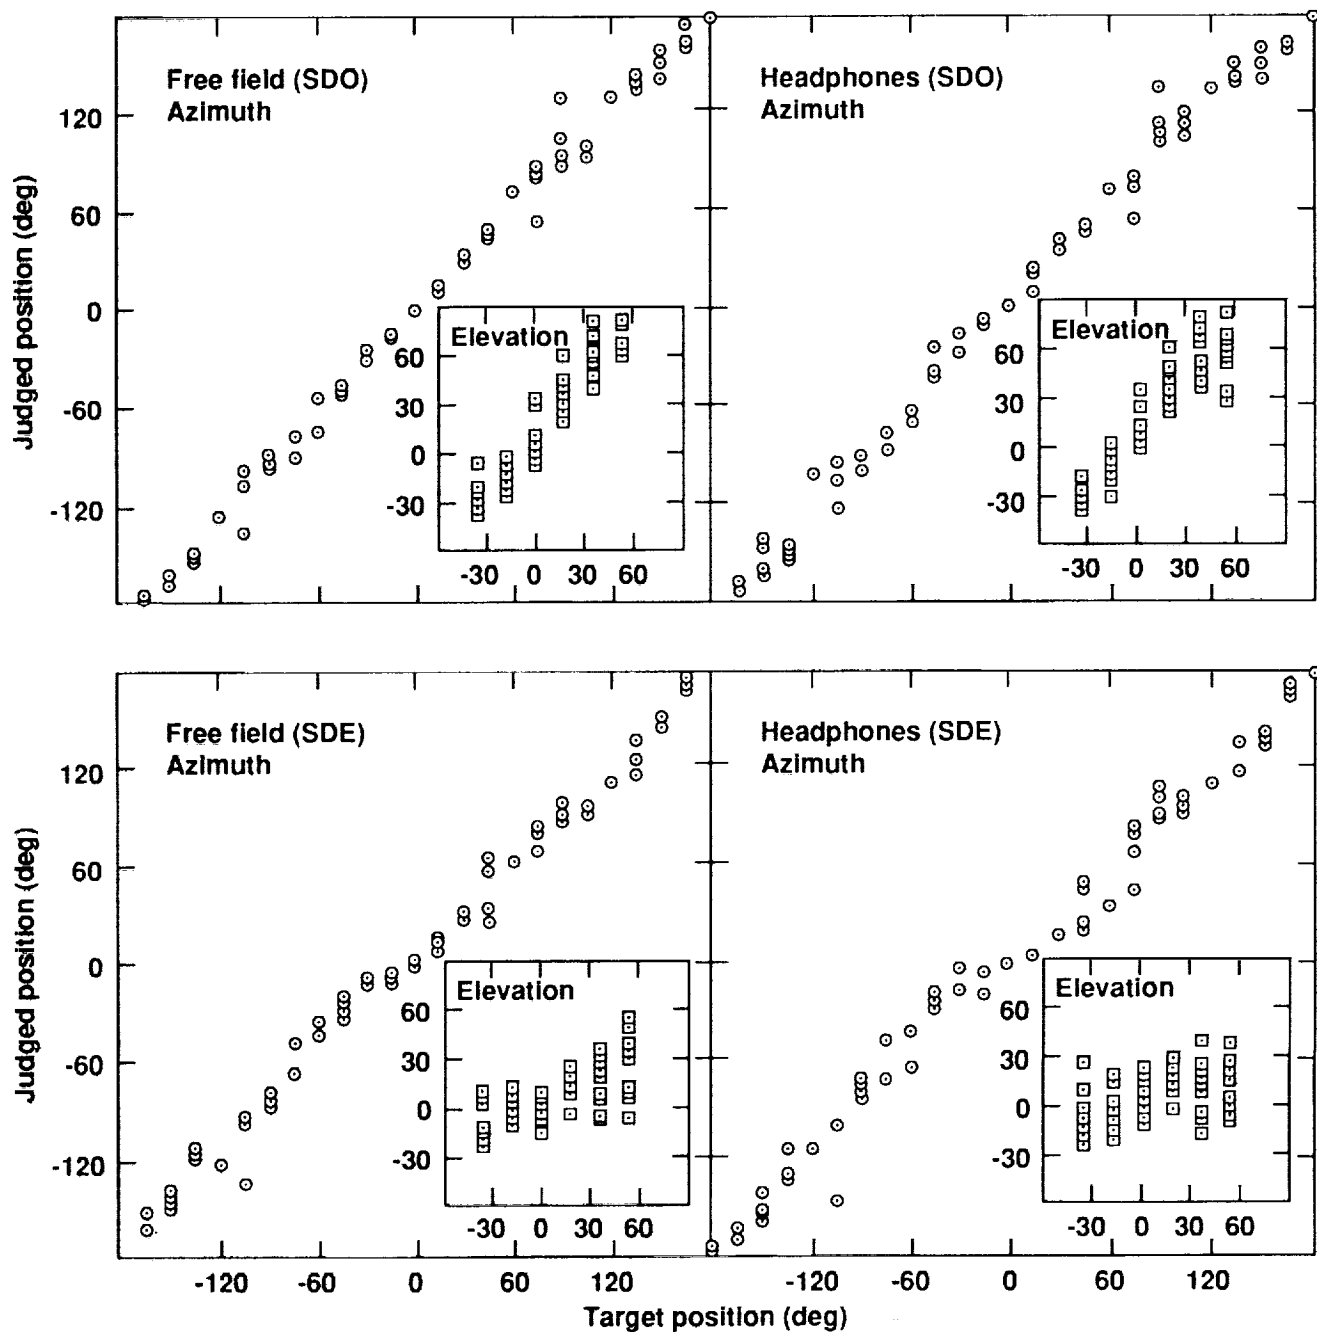 Free field (SDO)
Azimuth
Headphones (SDO)
Azimuth
120
60
0
-60
-120
Judged position (deg)
Elevation
60
30
0
-30
-30 0 30 60
Elevation
60
30
0
-30
-30 0 30 60
Free field (SDE)
Azimuth
Headphones (SDE)
Azimuth
120
60
0
-60
-120
Judged position (deg)
Elevation
60
30
0
-30
-30 0 30 60
Elevation
60
30
0
-30
-30 0 30 60
-120 -60 0 60 120
-120 -60 0 60 120
Target position (deg)